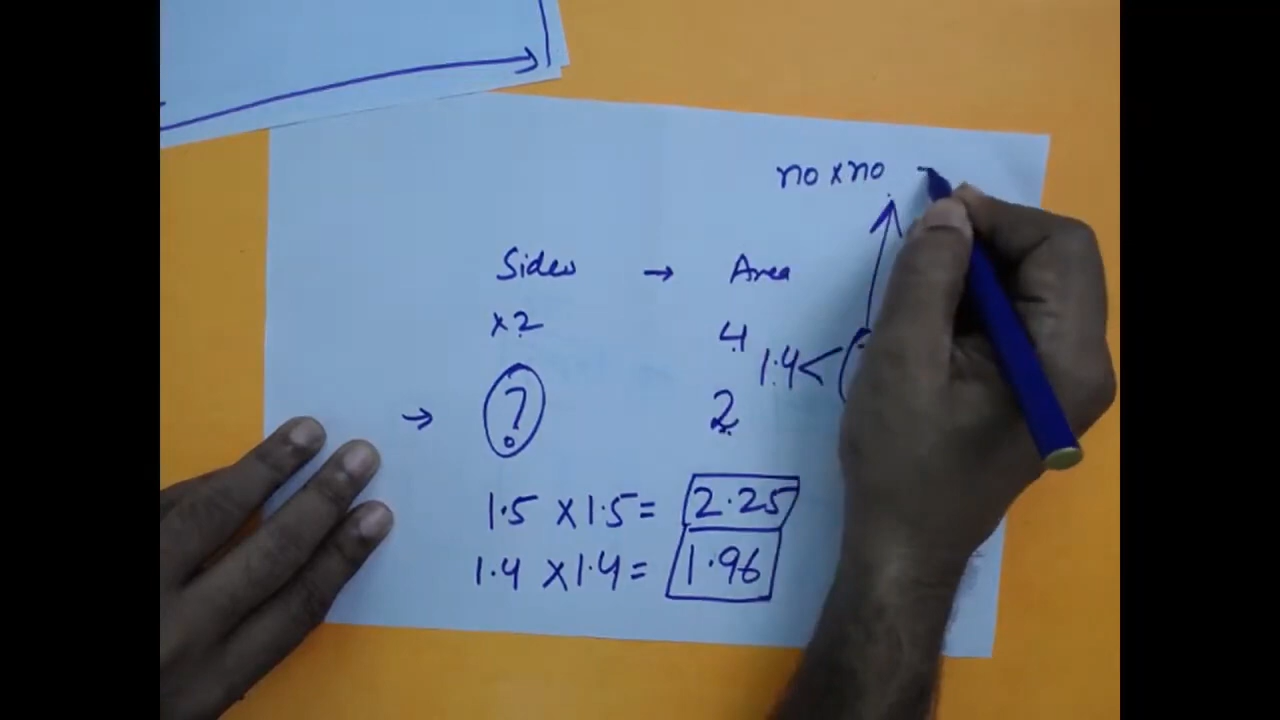 no x no
Sides → Area
x2 4
1.4 <
→ ? 2
1.5 x 1.5 = 2.25
1.4 x 1.4 = 1.96